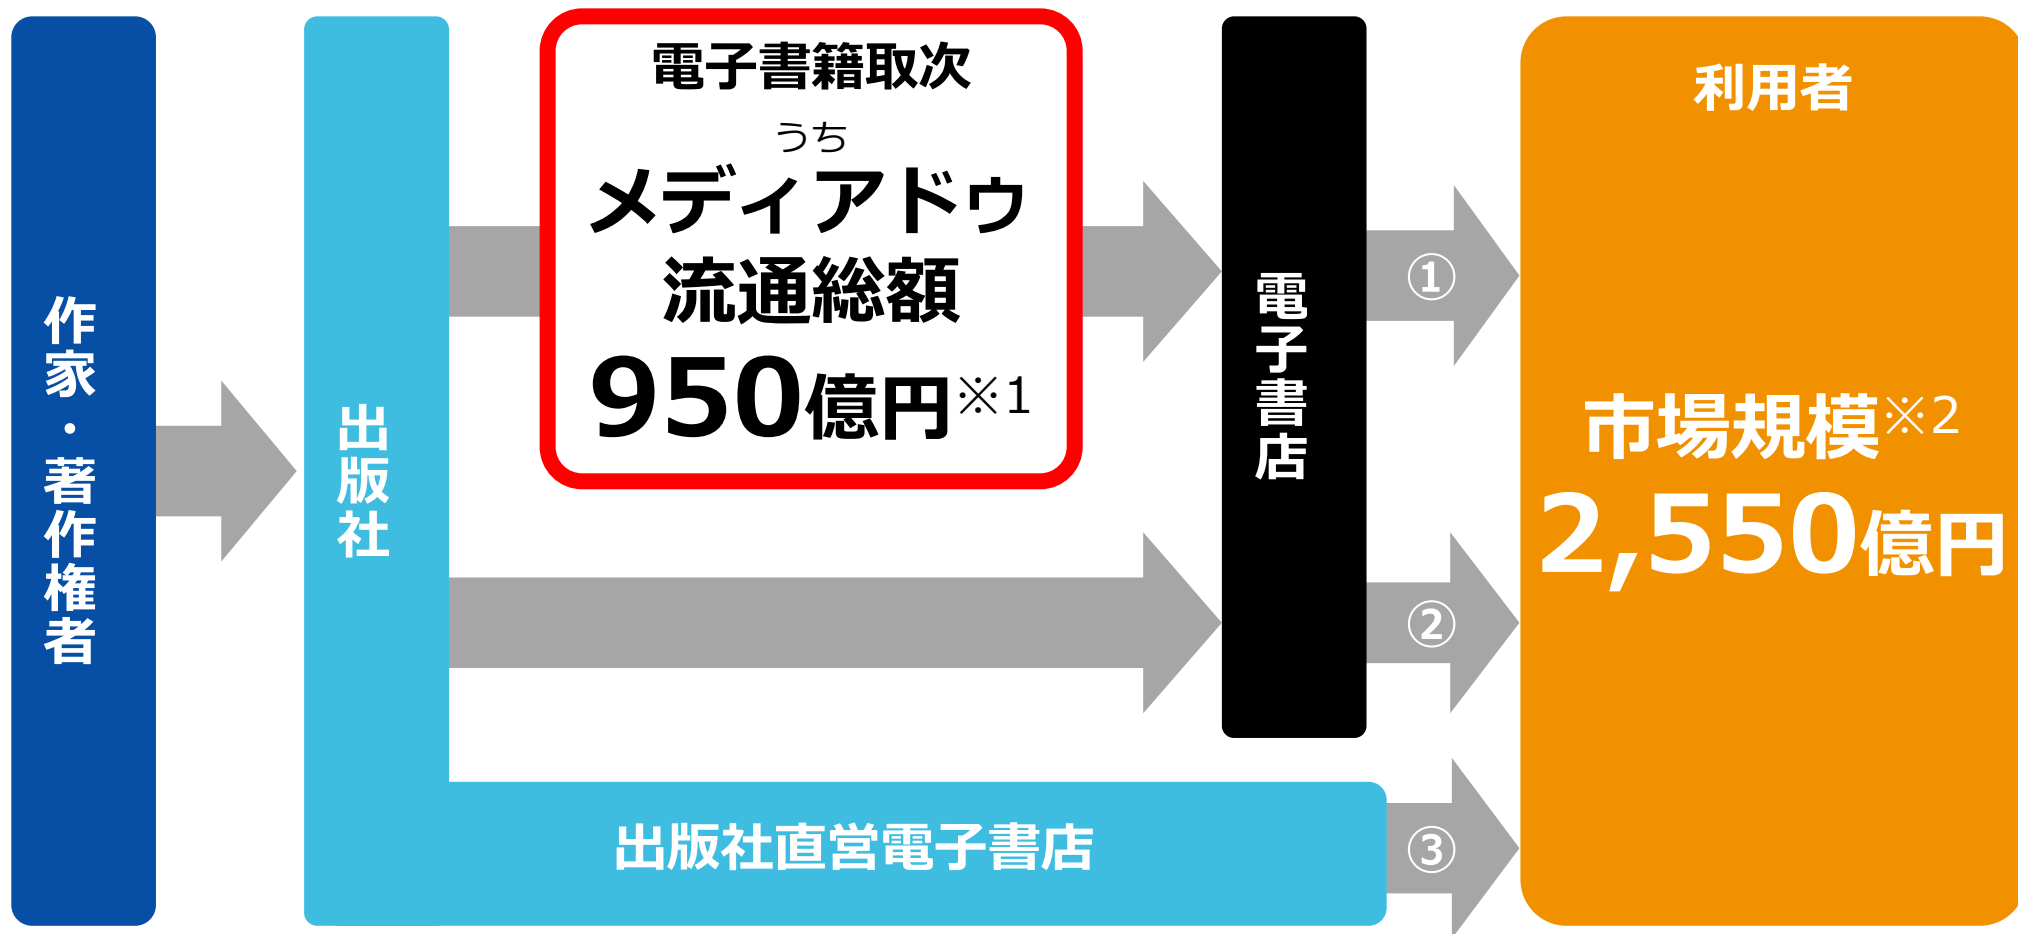 作家・著作権者
出版社
電子書籍取次
うち
メディアドゥ
流通総額
950億円※1
電子書店
①
②
出版社直営電子書店
③
利用者
市場規模※2
2,550億円